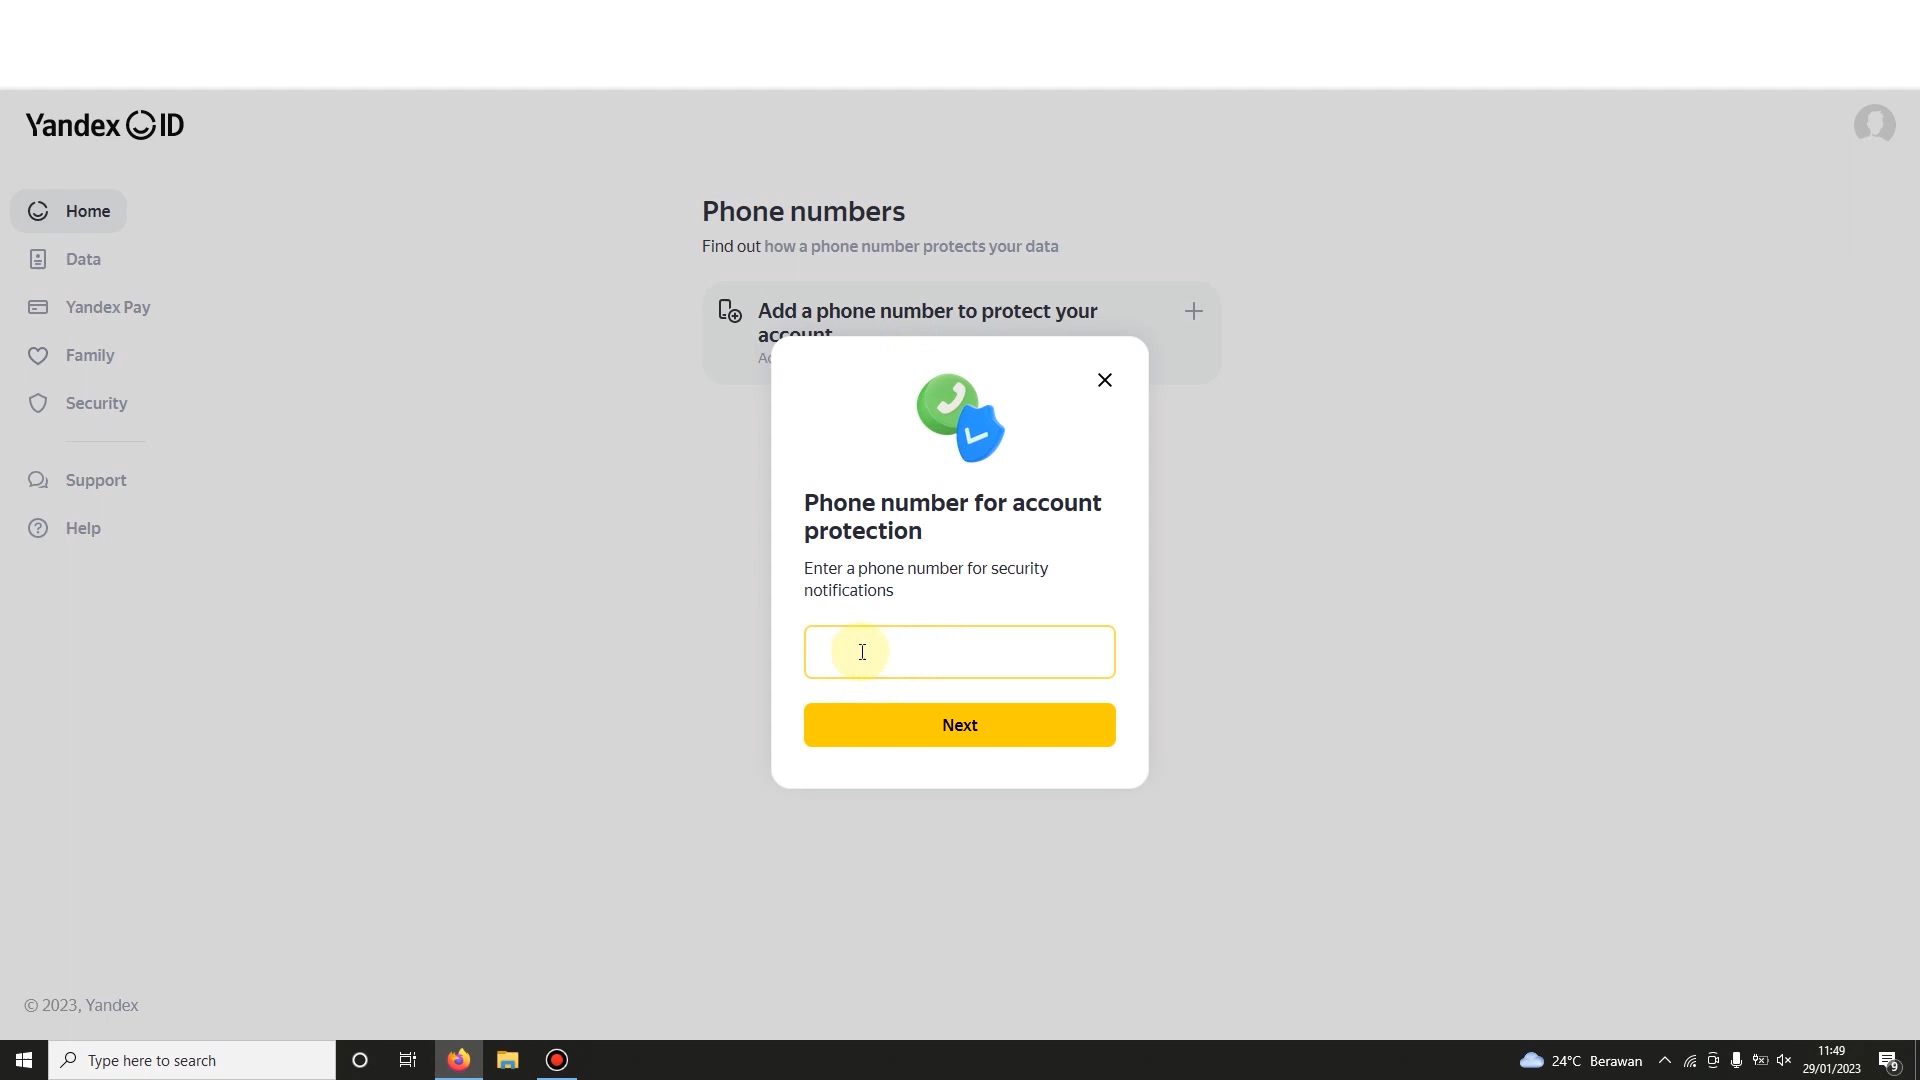 Yandex ID
Home
Data
Yandex Pay
Family
Security
Support
Help
Phone numbers
Find out how a phone number protects your data
Add a phone number to protect your
account
Phone number for account
protection
Enter a phone number for security
notifications
Next
© 2023, Yandex
Type here to search
24°C Berawan
11:49
29/01/2023
9